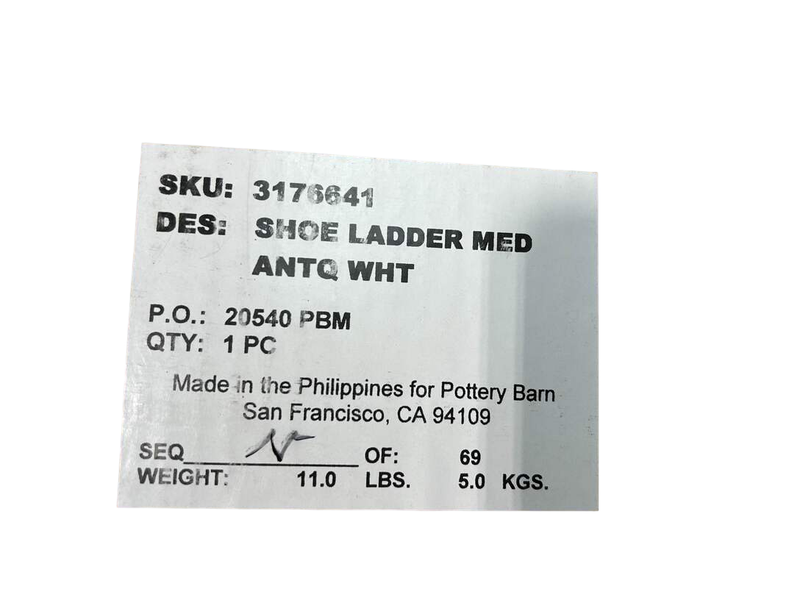 SKU: 3176641
DES: SHOE LADDER MED
ANTQ WHT
P.O.: 20540 PBM
QTY: 1 PC
Made in the Philippines for Pottery Barn
San Francisco, CA 94109
SEQ_____ OF: 69
WEIGHT: 11.0 LBS. 5.0 KGS.